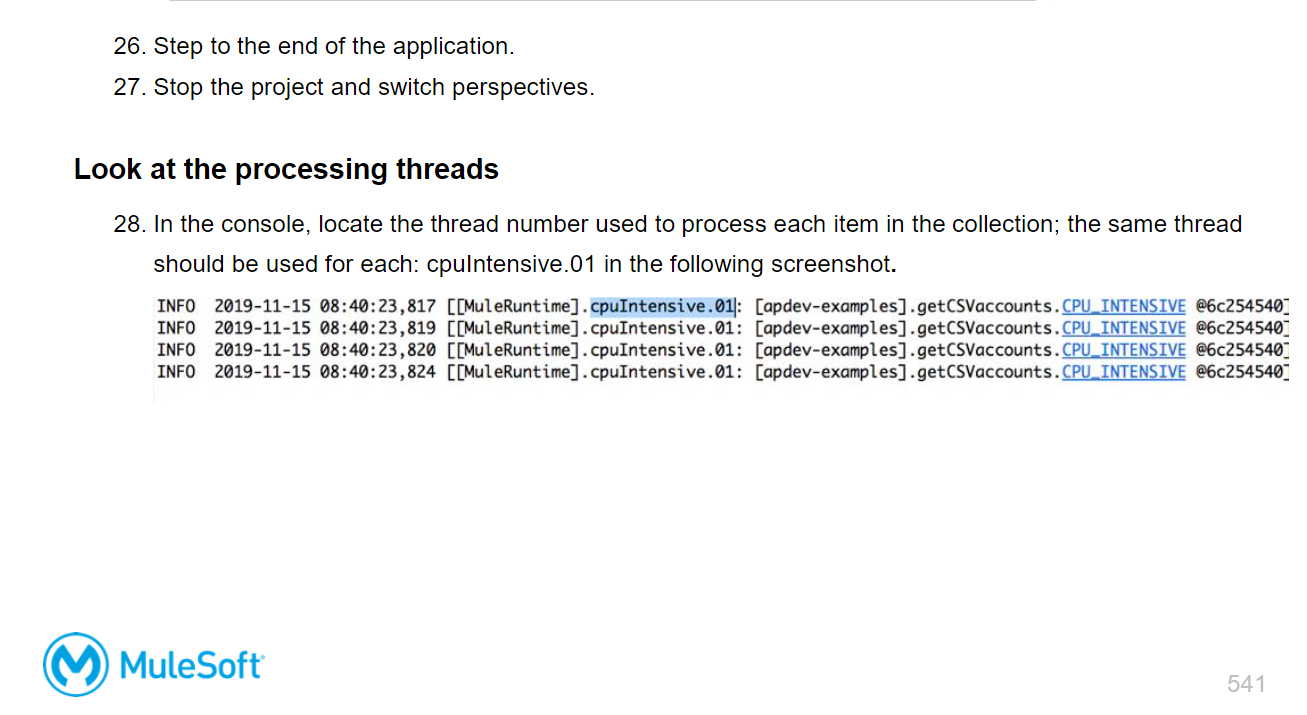 26. Step to the end of the application.
27. Stop the project and switch perspectives.
Look at the processing threads
28. In the console, locate the thread number used to process each item in the collection; the same thread
should be used for each: cpuIntensive.01 in the following screenshot.
INFO 2019-11-15 08:40:23,817 [[MuleRuntime].cpuIntensive.01: [apdev-examples].getCSVaccounts.CPU_INTENSIVE @6c254540]
INFO 2019-11-15 08:40:23,819 [[MuleRuntime].cpuIntensive.01: [apdev-examples].getCSVaccounts.CPU_INTENSIVE @6c254540]
INFO 2019-11-15 08:40:23,820 [[MuleRuntime].cpuIntensive.01: [apdev-examples].getCSVaccounts.CPU_INTENSIVE @6c254540]
INFO 2019-11-15 08:40:23,824 [[MuleRuntime].cpuIntensive.01: [apdev-examples].getCSVaccounts.CPU_INTENSIVE @6c254540]
MuleSoft
541